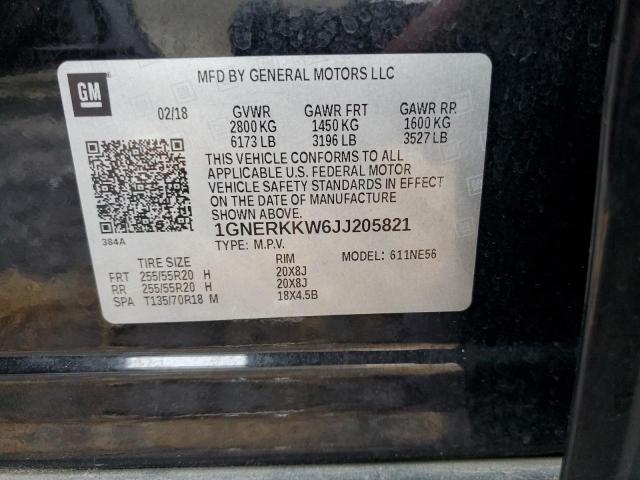 GM
MFD BY GENERAL MOTORS LLC
02/18 GVWR GAWR FRT GAWR RR
2800 KG 1450 KG 1600 KG
6173 LB 3196 LB 3527 LB
THIS VEHICLE CONFORMS TO ALL
APPLICABLE U.S. FEDERAL MOTOR
VEHICLE SAFETY STANDARDS IN EFFECT
ON THE DATE OF MANUFACTURE
SHOWN ABOVE.
384A
1GNERKKW6JJ205821
TYPE: M.P.V. MODEL: 611NE56
TIRE SIZE RIM
FRT 255/55R20 H 20X8J
RR 255/55R20 H 20X8J
SPA T135/70R18 M 18X4.5B